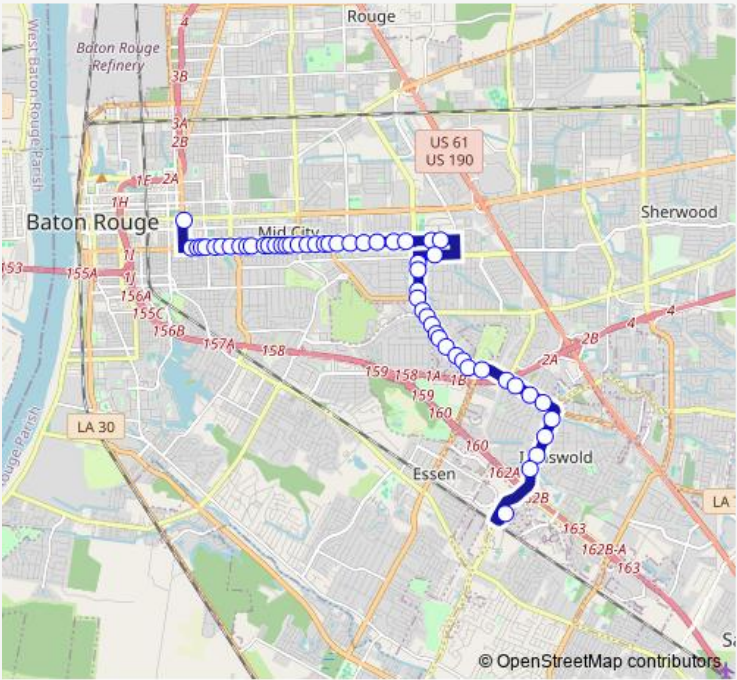 Rouge
4
Baton Rouge
Refinery
West Baton Rouge Parish
3B
3A
2B
US 61
US 190
1E
2A
1H
Baton Rouge
Mid City
Sherwood
1I
1J
153
155A
156A
155C
156B
157A
158
159
158-1A
1B
2A
2B
4
4
159
160
LA 30
160
Essen
162A
LA
163
162B-A
163
© OpenStreetMap contributors